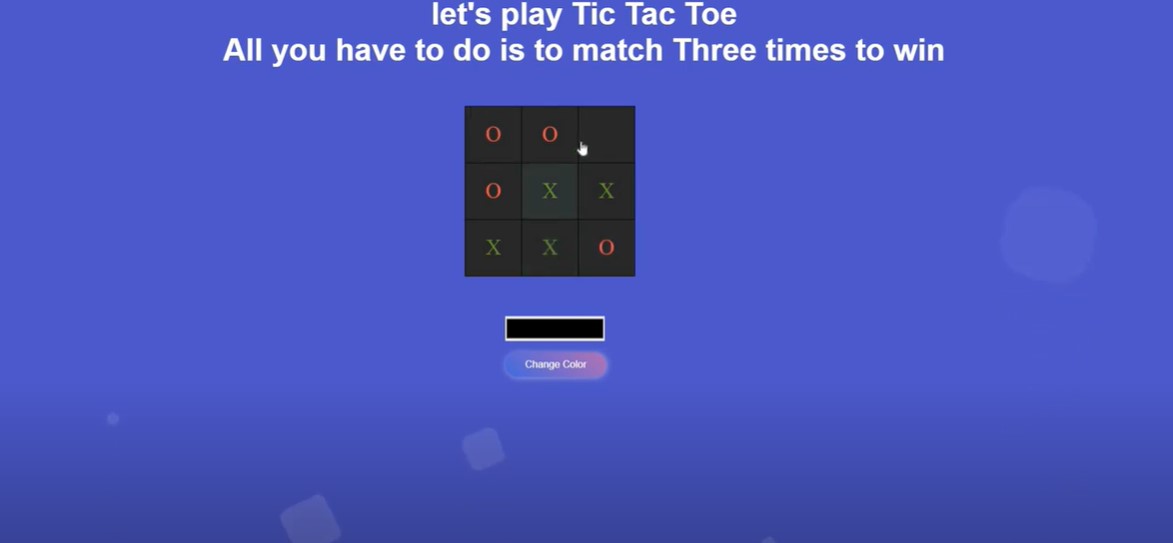 let's play Tic Tac Toe
All you have to do is to match Three times to win
O O
O X X
X X O
Change Color